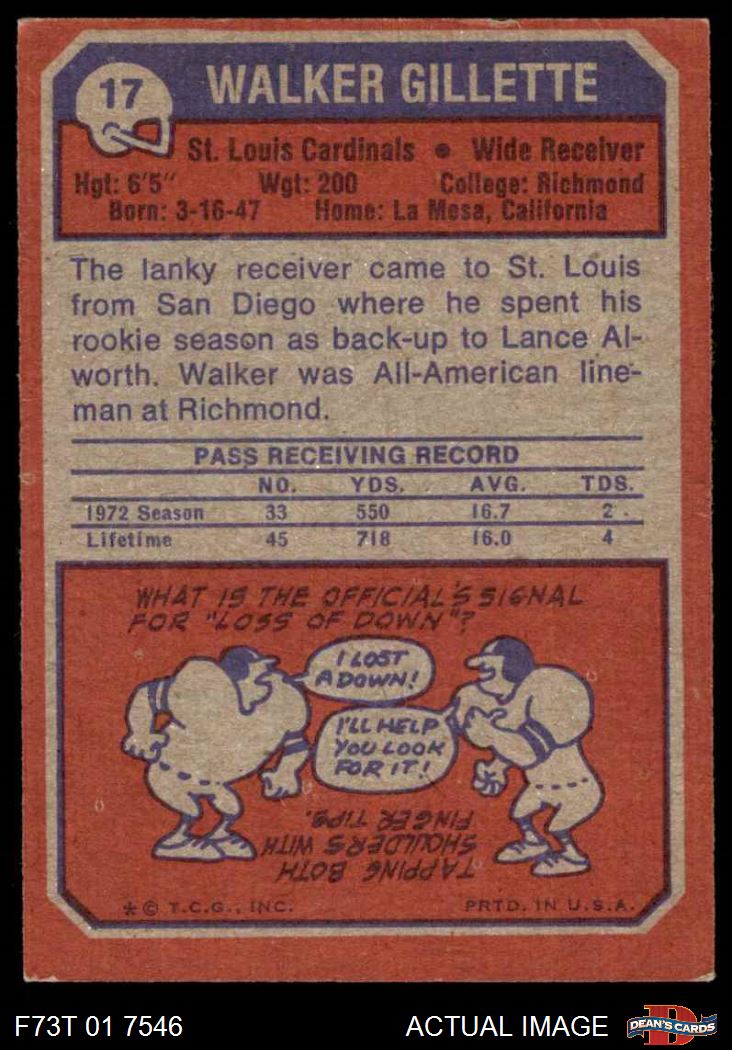 17
WALKER GILLETTE
St. Louis Cardinals • Wide Receiver
Hgt: 6'5" Wgt: 200 College: Richmond
Born: 3-16-47 Home: La Mesa, California
The lanky receiver came to St. Louis
from San Diego where he spent his
rookie season as back-up to Lance Al-
worth. Walker was All-American line-
man at Richmond.
PASS RECEIVING RECORD
NO. YDS. AVG. TDS.
1972 Season 33 550 16.7 2
Lifetime 45 718 16.0 4
WHAT IS THE OFFICIAL'S SIGNAL
FOR "LOSS OF DOWN"?
I LOST
A DOWN!
I'LL HELP
YOU LOOK
FOR IT!
TAPPING BOTH
SHOULDERS WITH
FINGER TIPS.
* © T.C.G., INC. PRTD. IN U.S.A.
F73T 01 7546 ACTUAL IMAGE
D
DEAN'S CARDS